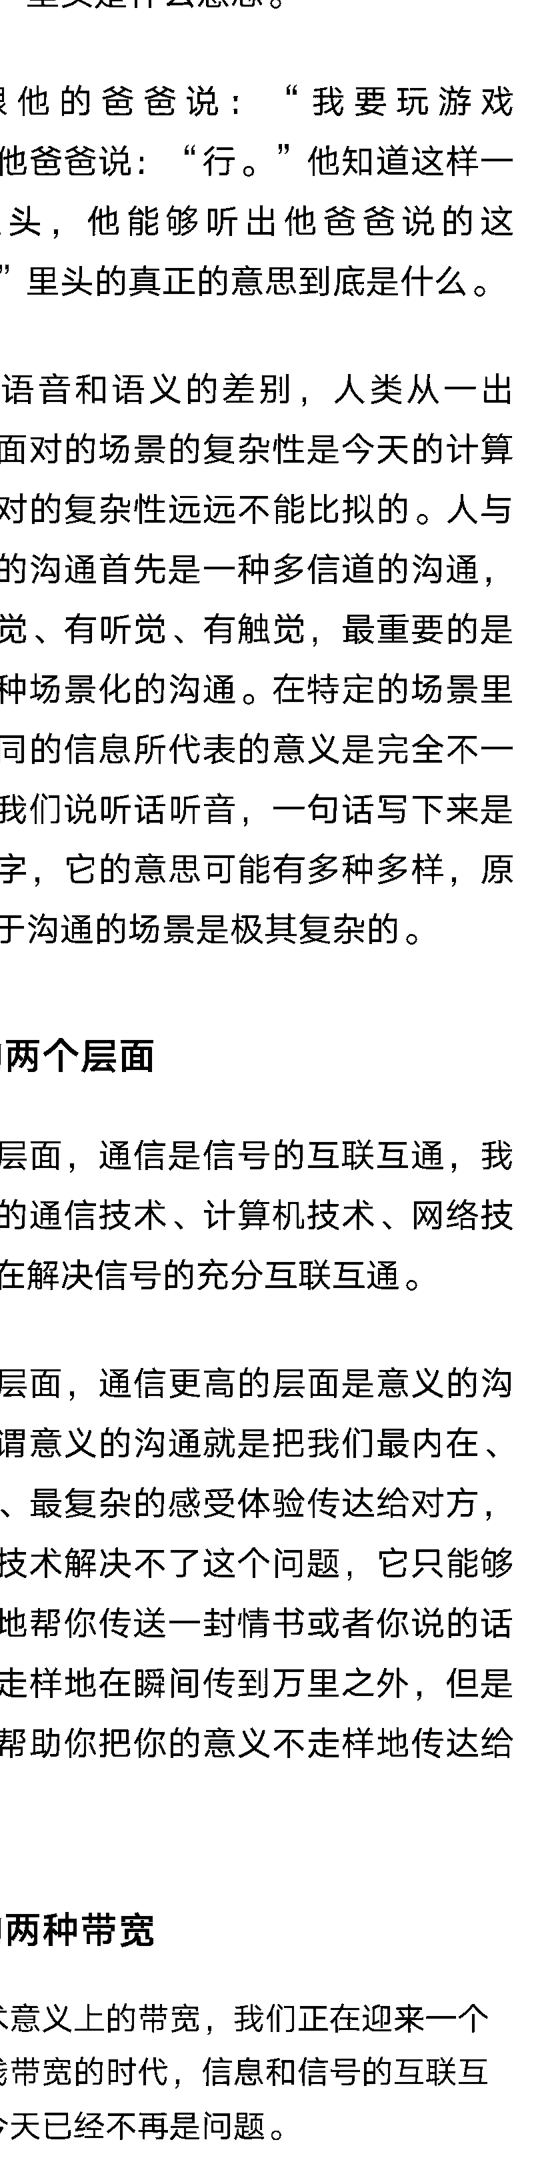 里头是什么意思。
跟他的爸爸说：“我要玩游戏
他爸爸说：“行。”他知道这样一
头，他能够听出他爸爸说的这
”里头的真正的意思到底是什么。
语音和语义的差别，人类从一出
面对的场景的复杂性是今天的计算
对的复杂性远远不能比拟的。人与
的沟通首先是一种多信道的沟通，
觉、有听觉、有触觉，最重要的是
种场景化的沟通。在特定的场景里
同的信息所代表的意义是完全不一
我们说听话听音，一句话写下来是
字，它的意思可能有多种多样，原
于沟通的场景是极其复杂的。
两个层面
层面，通信是信号的互联互通，我
的通信技术、计算机技术、网络技
在解决信号的充分互联互通。
层面，通信更高的层面是意义的沟
谓意义的沟通就是把我们最内在、
、最复杂的感受体验传达给对方，
技术解决不了这个问题，它只能够
地帮你传送一封情书或者你说的话
走样地在瞬间传到万里之外，但是
帮助你把你的意义不走样地传达给
两种带宽
术意义上的带宽，我们正在迎来一个
带宽的时代，信息和信号的互联互
今天已经不再是问题。